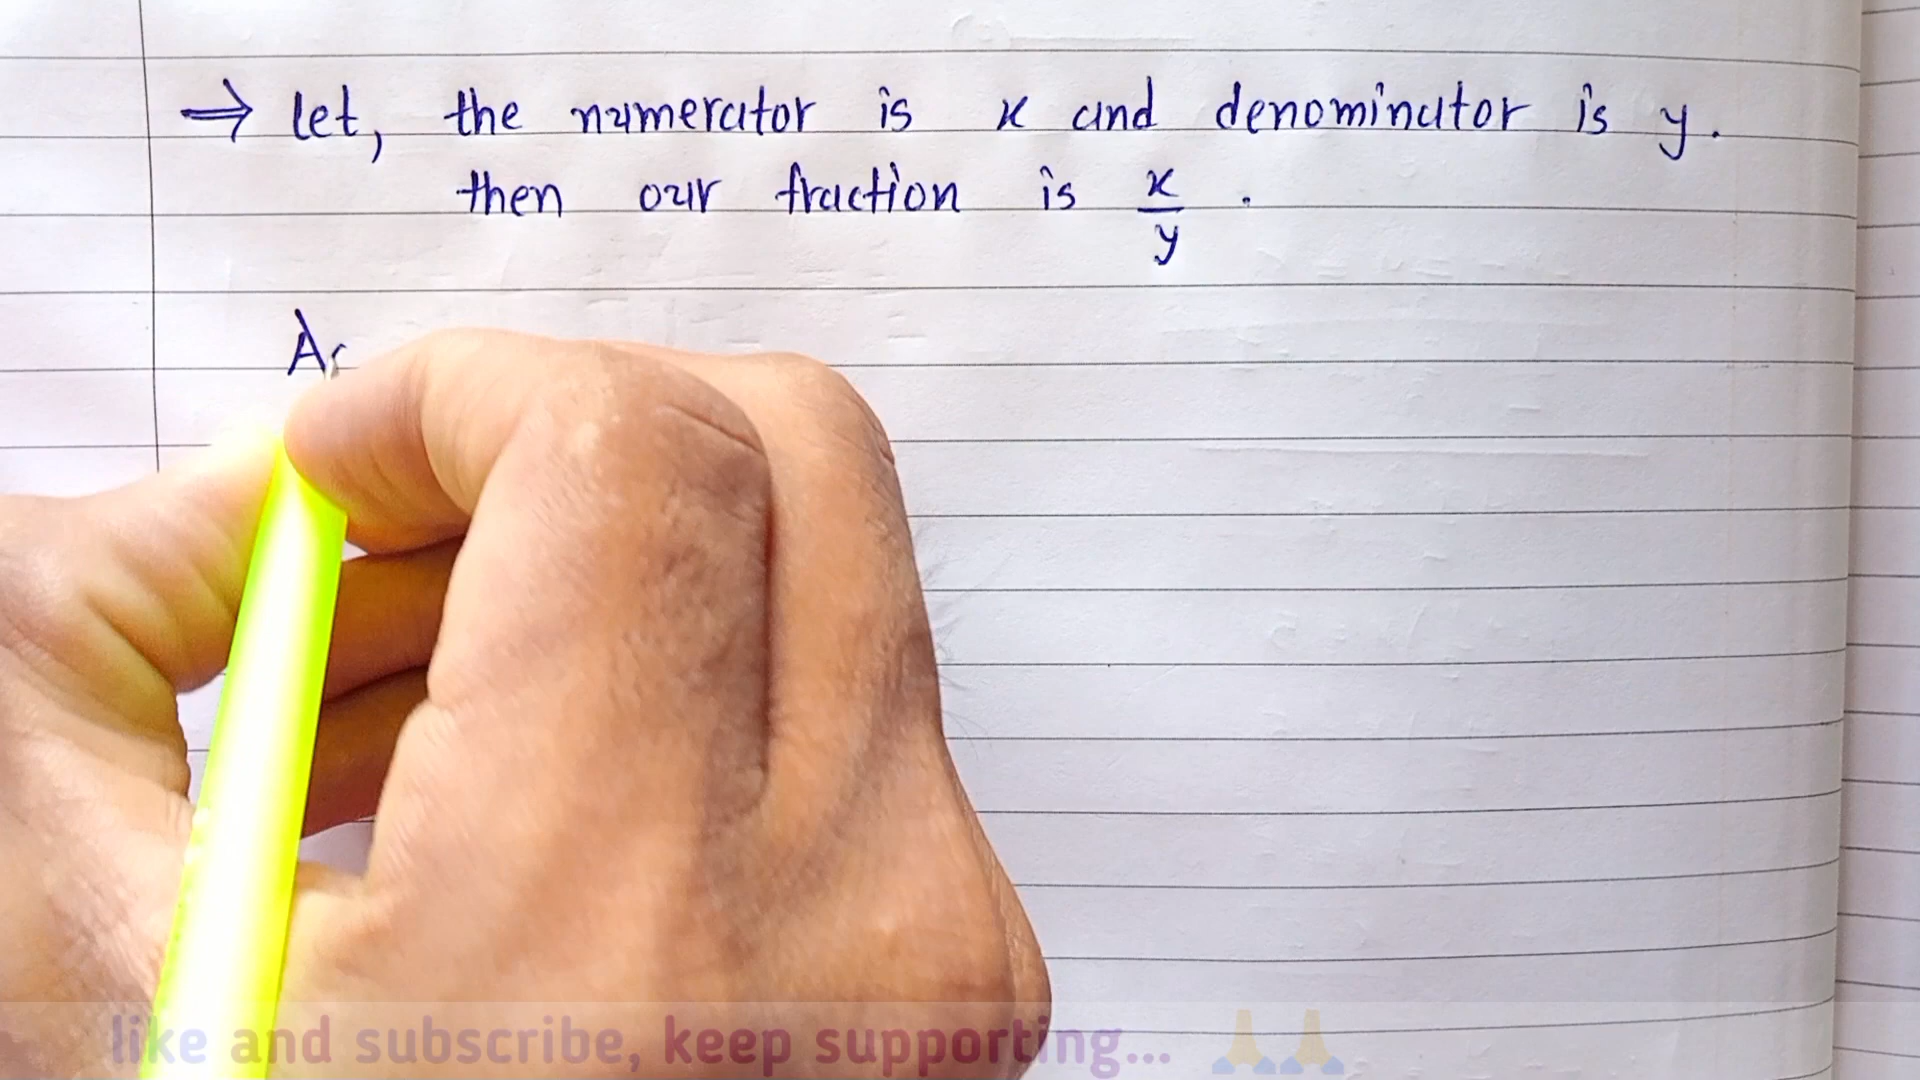 ⇒ let, the numerator is x and denominator is y.
then our fraction is x/y .
like and subscribe, keep supporting... 🙏🙏